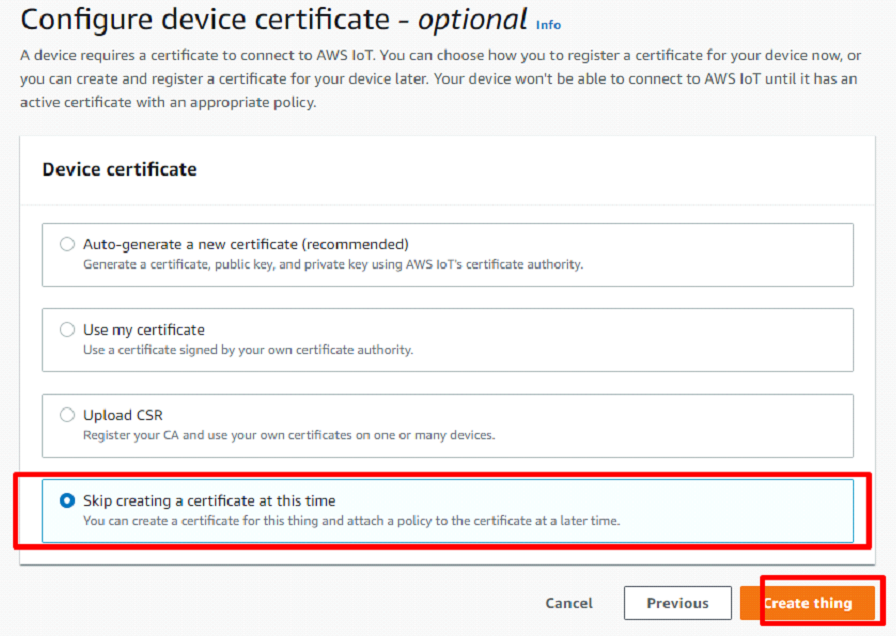 Configure device certificate - optional Info
A device requires a certificate to connect to AWS IoT. You can choose how you to register a certificate for your device now, or
you can create and register a certificate for your device later. Your device won't be able to connect to AWS IoT until it has an
active certificate with an appropriate policy.
Device certificate
Auto-generate a new certificate (recommended)
Generate a certificate, public key, and private key using AWS IoT's certificate authority.
Use my certificate
Use a certificate signed by your own certificate authority.
Upload CSR
Register your CA and use your own certificates on one or many devices.
Skip creating a certificate at this time
You can create a certificate for this thing and attach a policy to the certificate at a later time.
Cancel Previous Create thing